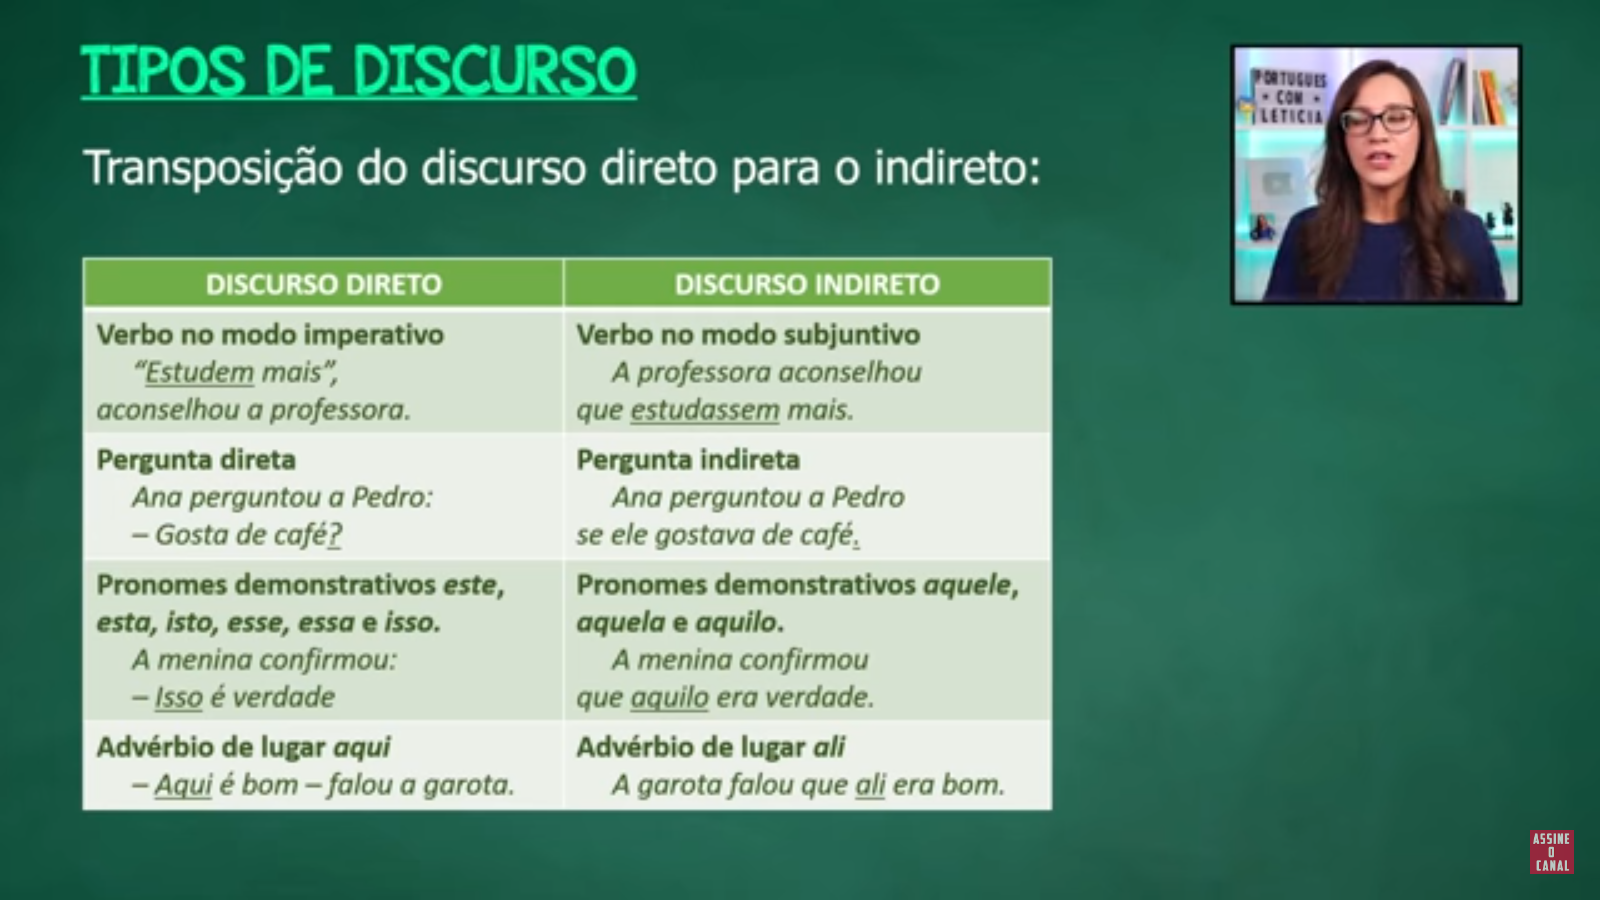 TIPOS DE DISCURSO
Transposição do discurso direto para o indireto:
DISCURSO DIRETO
DISCURSO INDIRETO
Verbo no modo imperativo
“Estudem mais”,
aconselhou a professora.
Verbo no modo subjuntivo
A professora aconselhou
que estudassem mais.
Pergunta direta
Ana perguntou a Pedro:
– Gosta de café?
Pergunta indireta
Ana perguntou a Pedro
se ele gostava de café.
Pronomes demonstrativos este,
esta, isto, esse, essa e isso.
A menina confirmou:
– Isso é verdade
Pronomes demonstrativos aquele,
aquela e aquilo.
A menina confirmou
que aquilo era verdade.
Advérbio de lugar aqui
– Aqui é bom – falou a garota.
Advérbio de lugar ali
A garota falou que ali era bom.
PORTUGUES
• COM •
LETICIA
ASSINE
O
CANAL